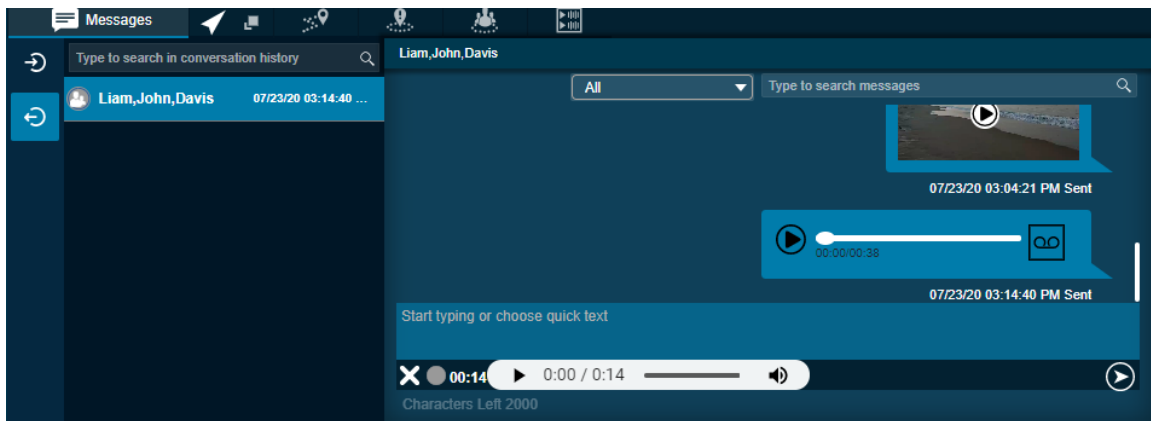 Messages
Type to search in conversation history
Liam,John,Davis 07/23/20 03:14:40 ...
Liam,John,Davis
All
Type to search messages
07/23/20 03:04:21 PM Sent
00:00/00:38
07/23/20 03:14:40 PM Sent
Start typing or choose quick text
00:14 0:00 / 0:14
Characters Left 2000